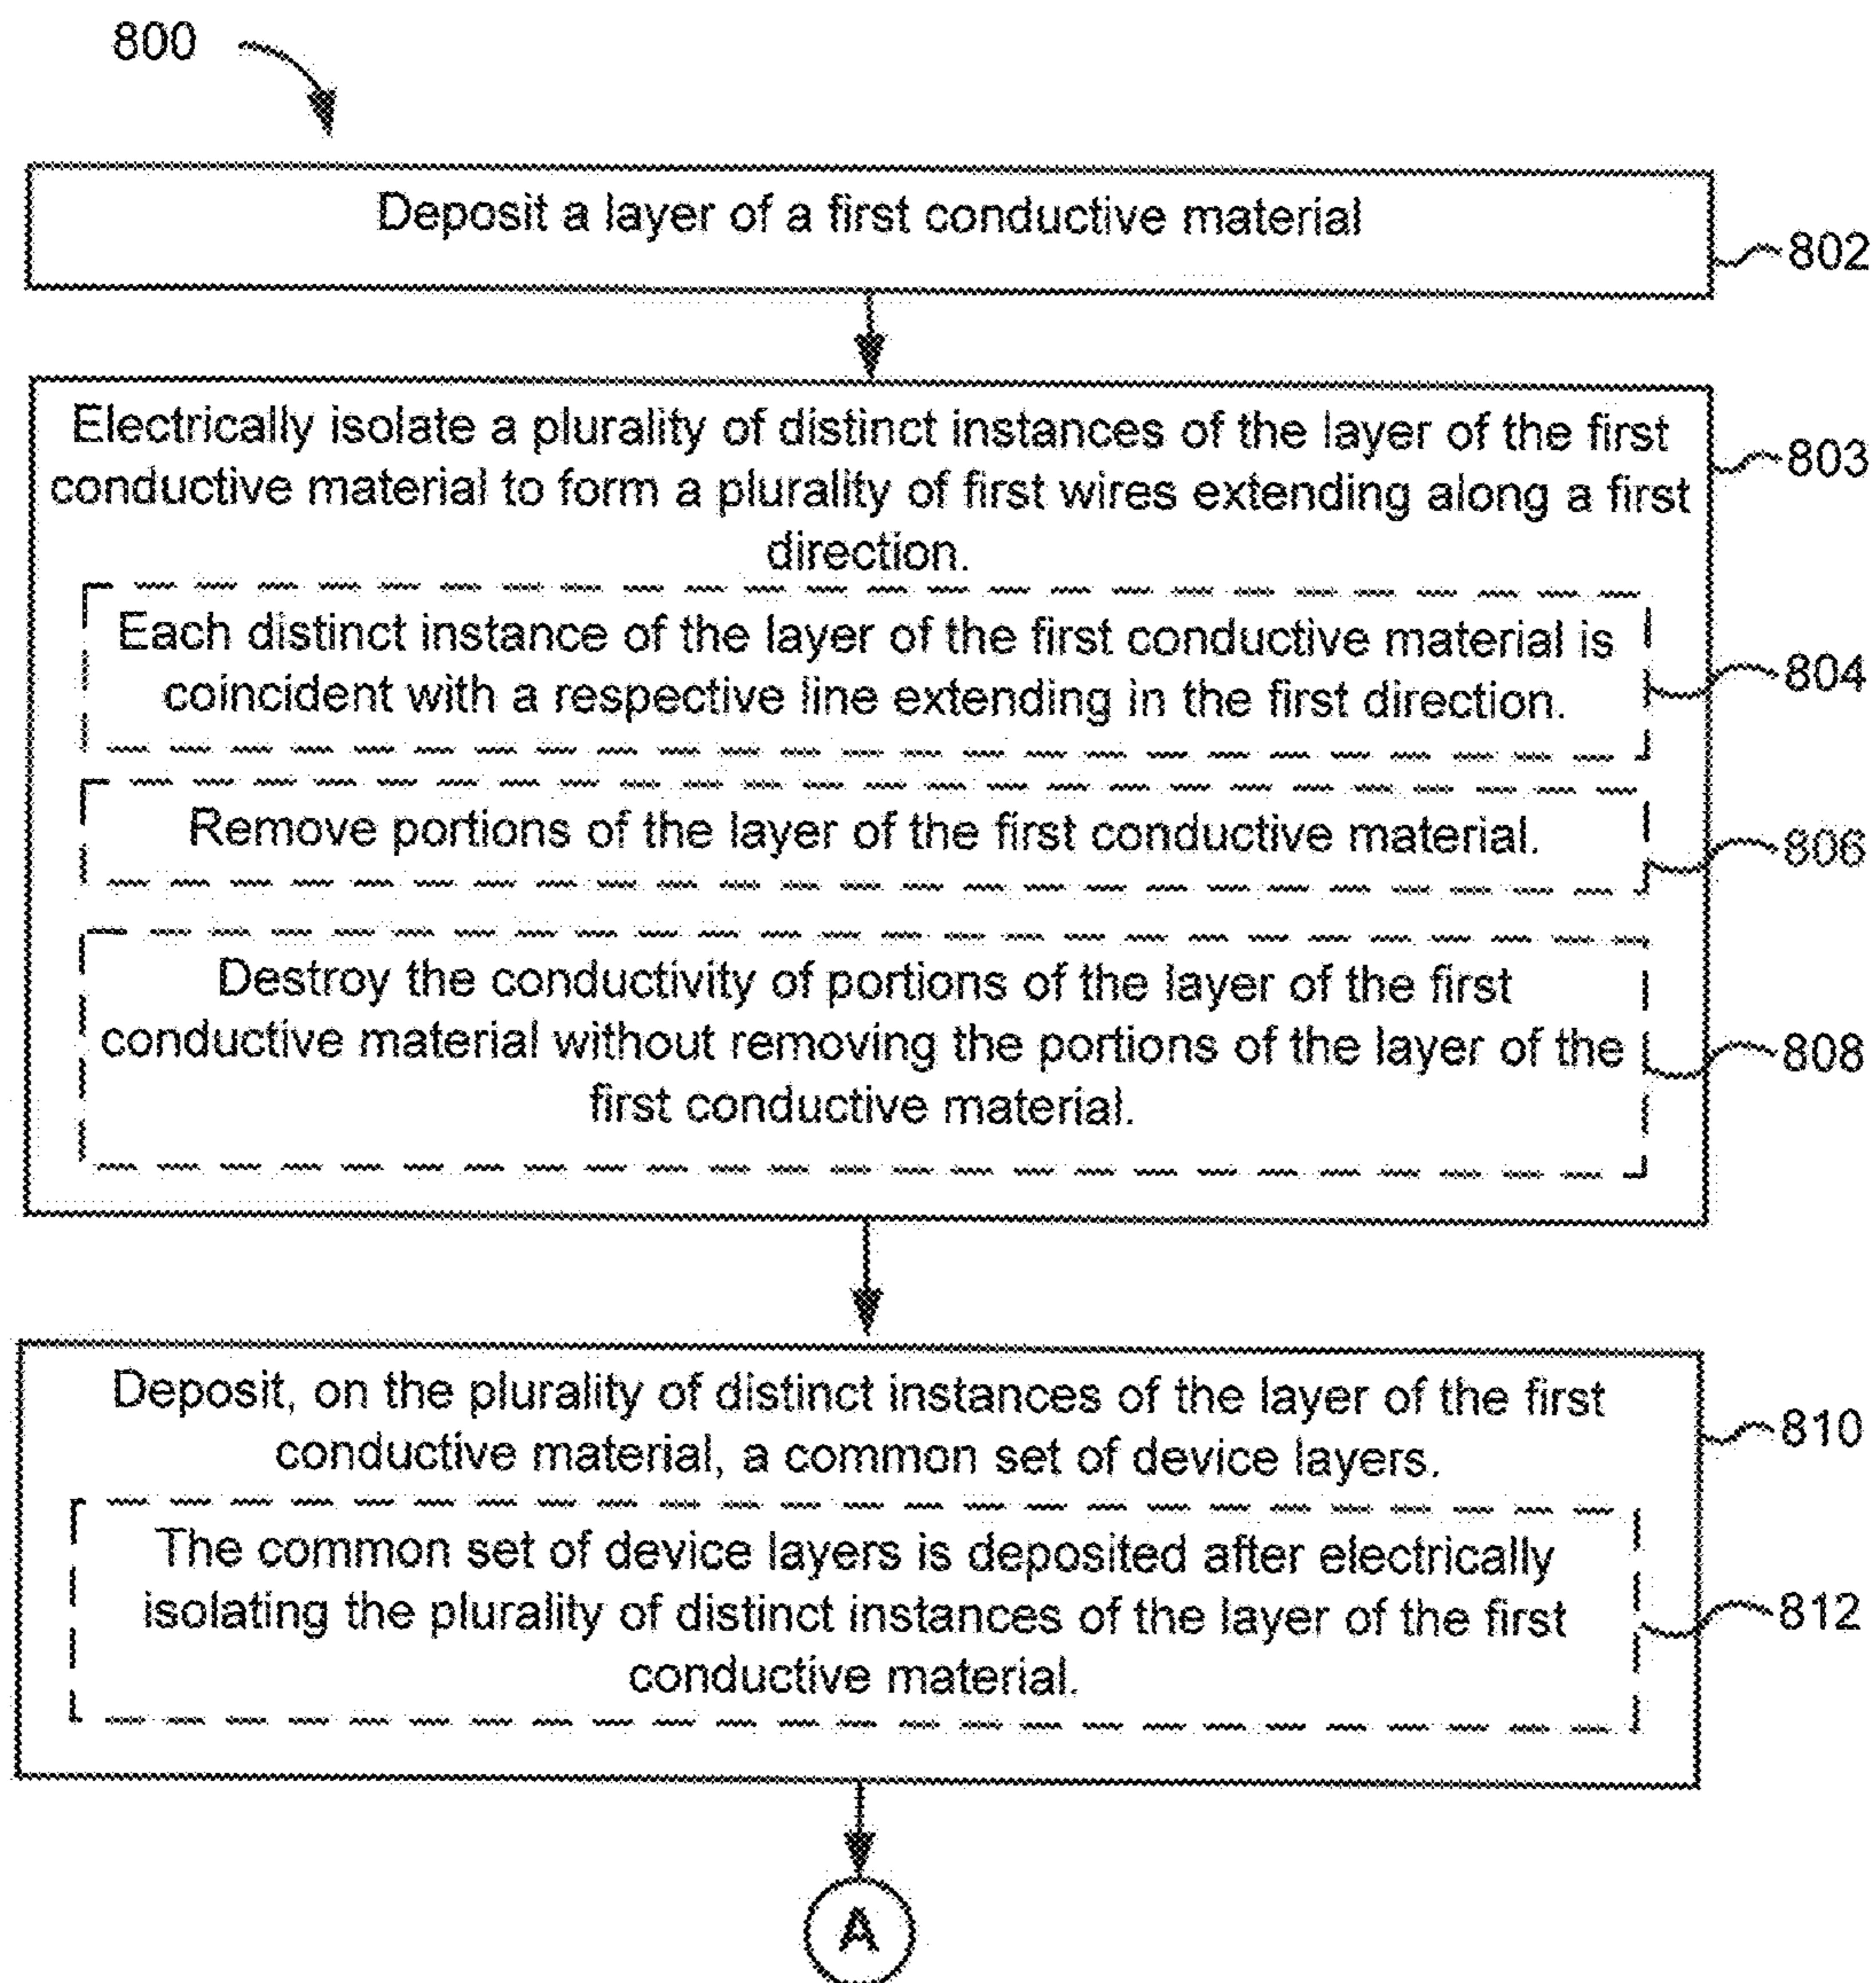 800
Deposit a layer of a first conductive material
802
Electrically isolate a plurality of distinct instances of the layer of the first
conductive material to form a plurality of first wires extending along a first
direction.
803
Each distinct instance of the layer of the first conductive material is
coincident with a respective line extending in the first direction.
804
Remove portions of the layer of the first conductive material.
806
Destroy the conductivity of portions of the layer of the first
conductive material without removing the portions of the layer of the
first conductive material.
808
Deposit, on the plurality of distinct instances of the layer of the first
conductive material, a common set of device layers.
810
The common set of device layers is deposited after electrically
isolating the plurality of distinct instances of the layer of the first
conductive material.
812
A